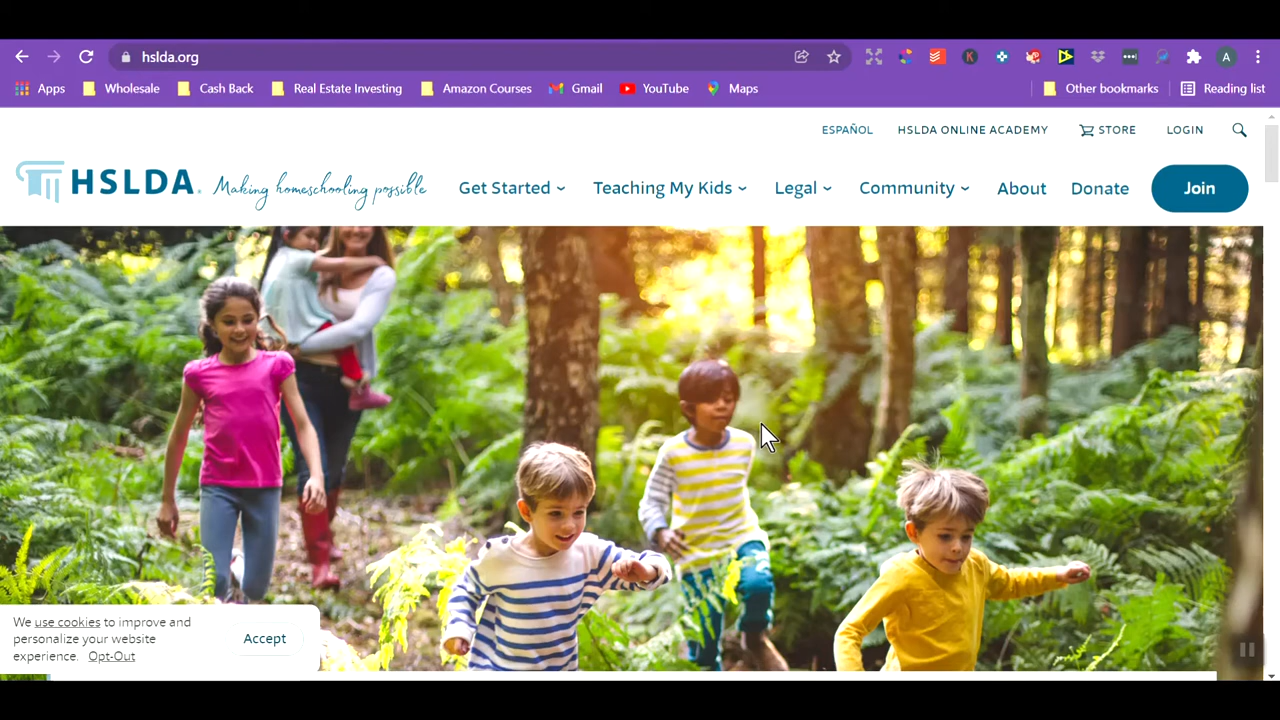 hslda.org
A
Apps Wholesale Cash Back Real Estate Investing Amazon Courses Gmail YouTube Maps Other bookmarks Reading list
ESPAÑOL HSLDA ONLINE ACADEMY STORE LOGIN
HSLDA Making homeschooling possible Get Started Teaching My Kids Legal Community About Donate Join
We use cookies to improve and
personalize your website
experience. Opt-Out
Accept